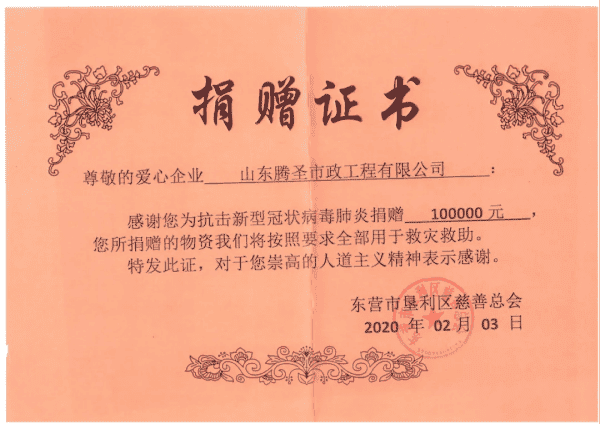 捐赠证书
尊敬的爱心企业 山东腾圣市政工程有限公司 :
感谢您为抗击新型冠状病毒肺炎捐赠 100000 元 ,
您所捐赠的物资我们将按照要求全部用于救灾救助。
特发此证，对于您崇高的人道主义精神表示感谢。
东营市垦利区慈善总会
2020 年 02 月 03 日